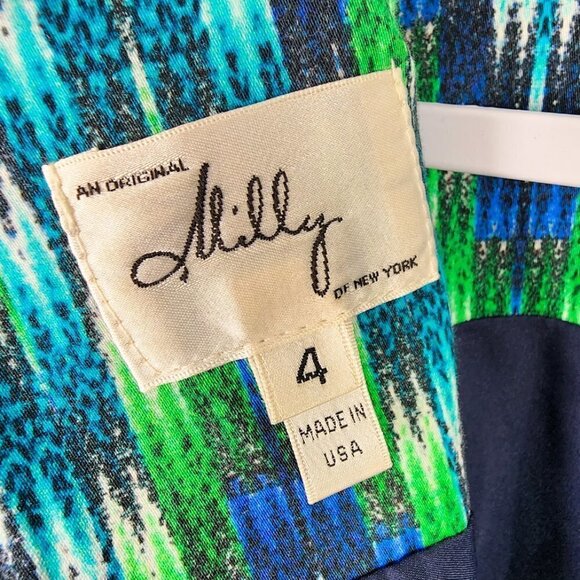 AN ORIGINAL
Milly
OF NEW YORK
4
MADE IN
USA